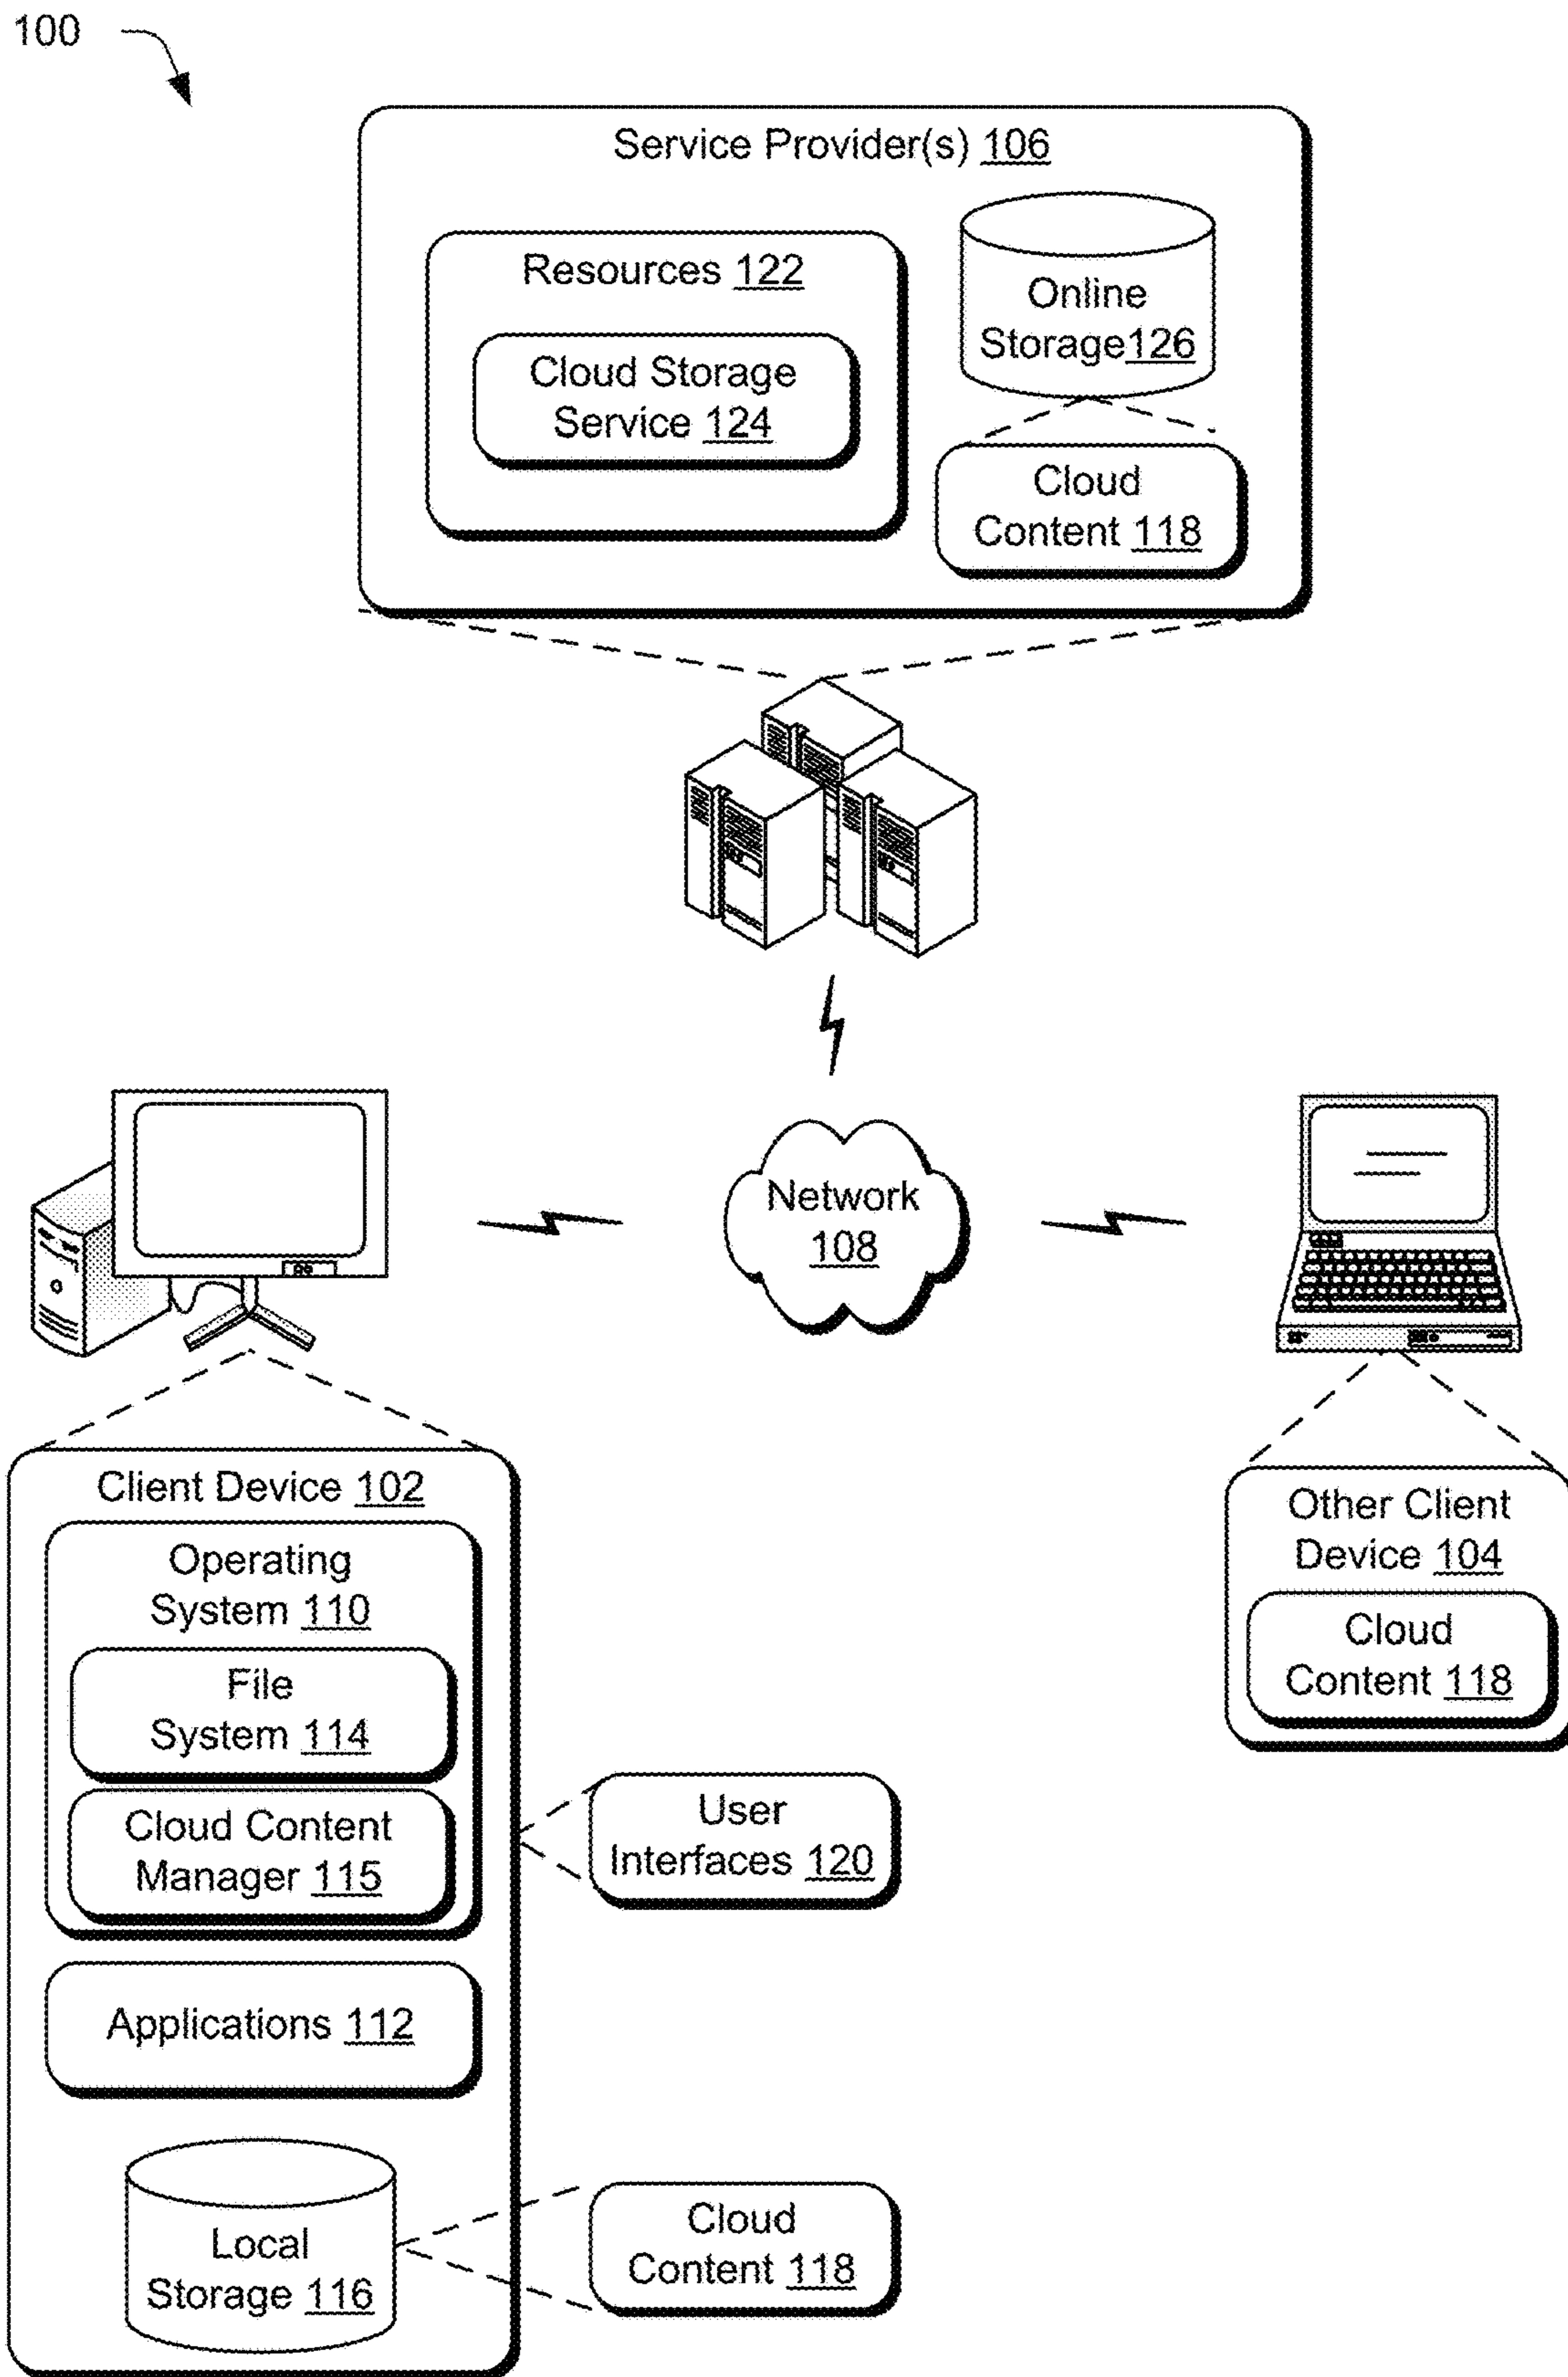 100
Service Provider(s) 106
Resources 122
Cloud Storage
Service 124
Online
Storage126
Cloud
Content 118
Network
108
Client Device 102
Operating
System 110
File
System 114
Cloud Content
Manager 115
Applications 112
Local
Storage 116
User
Interfaces 120
Cloud
Content 118
Other Client
Device 104
Cloud
Content 118